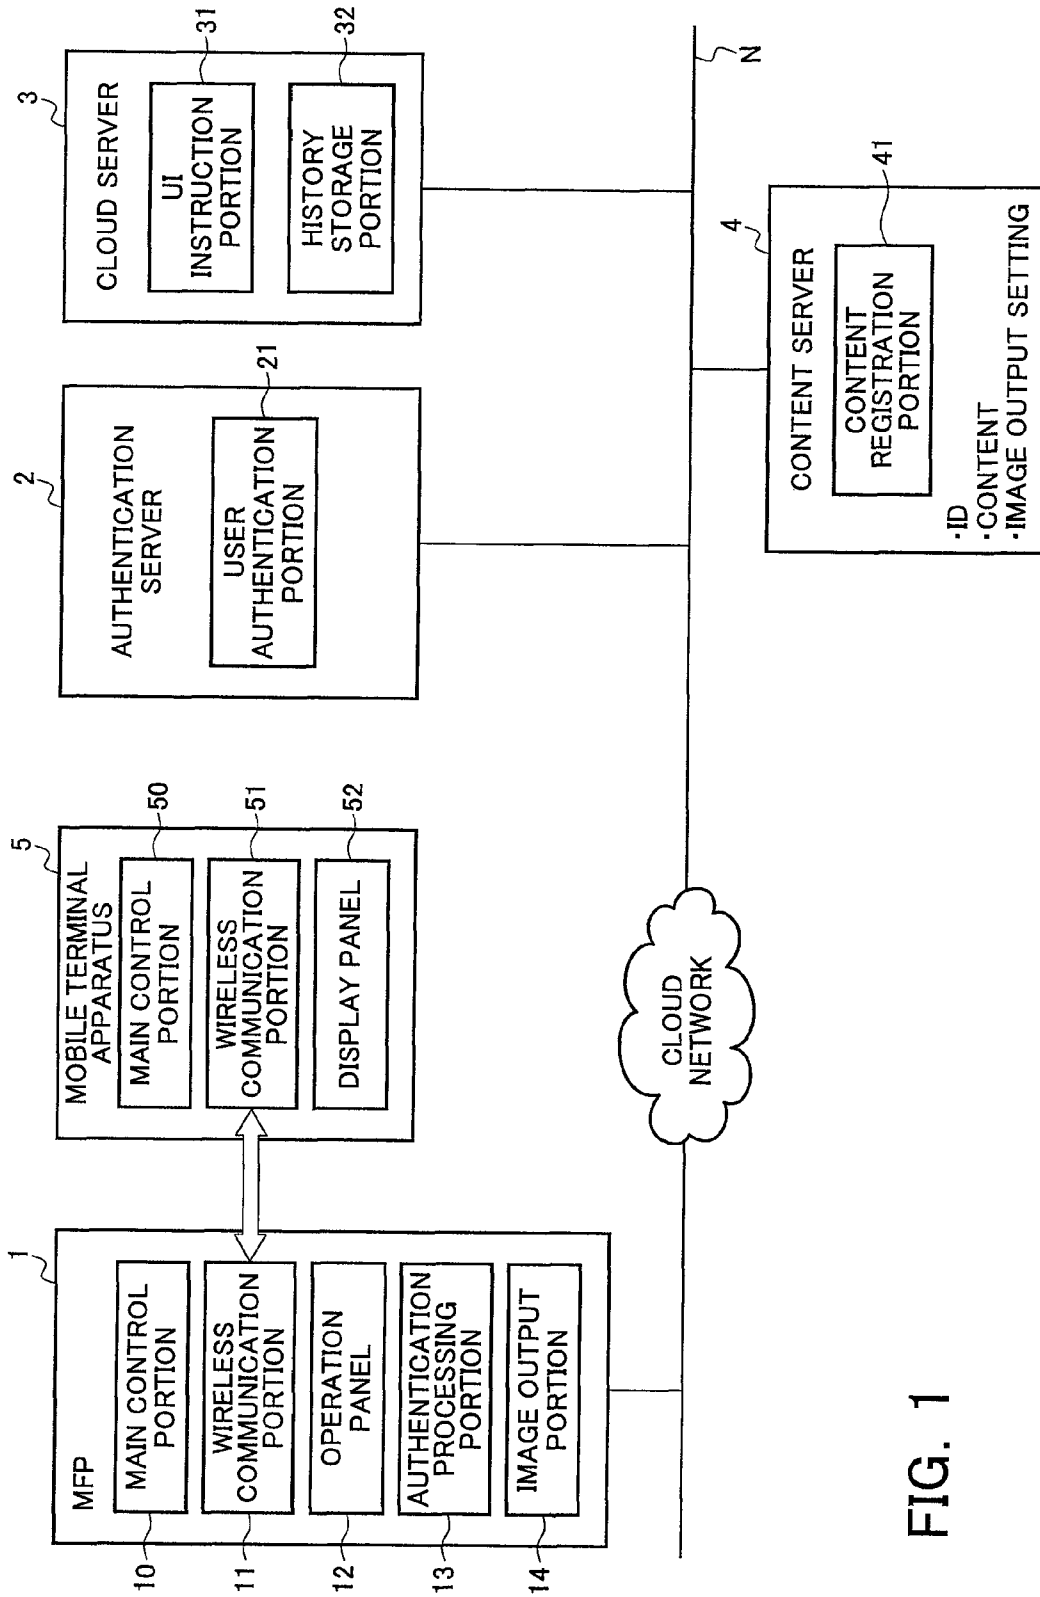 1
MFP
MAIN CONTROL
PORTION
10
WIRELESS
COMMUNICATION
PORTION
11
OPERATION
PANEL
12
AUTHENTICATION
PROCESSING
PORTION
13
IMAGE OUTPUT
PORTION
14
5
MOBILE TERMINAL
APPARATUS
MAIN CONTROL
PORTION
50
WIRELESS
COMMUNICATION
PORTION
51
DISPLAY PANEL
52
2
AUTHENTICATION
SERVER
USER
AUTHENTICATION
PORTION
21
3
CLOUD SERVER
UI
INSTRUCTION
PORTION
31
HISTORY
STORAGE
PORTION
32
CLOUD
NETWORK
N
4
CONTENT SERVER
CONTENT
REGISTRATION
PORTION
41
·ID
·CONTENT
·IMAGE OUTPUT SETTING
FIG. 1